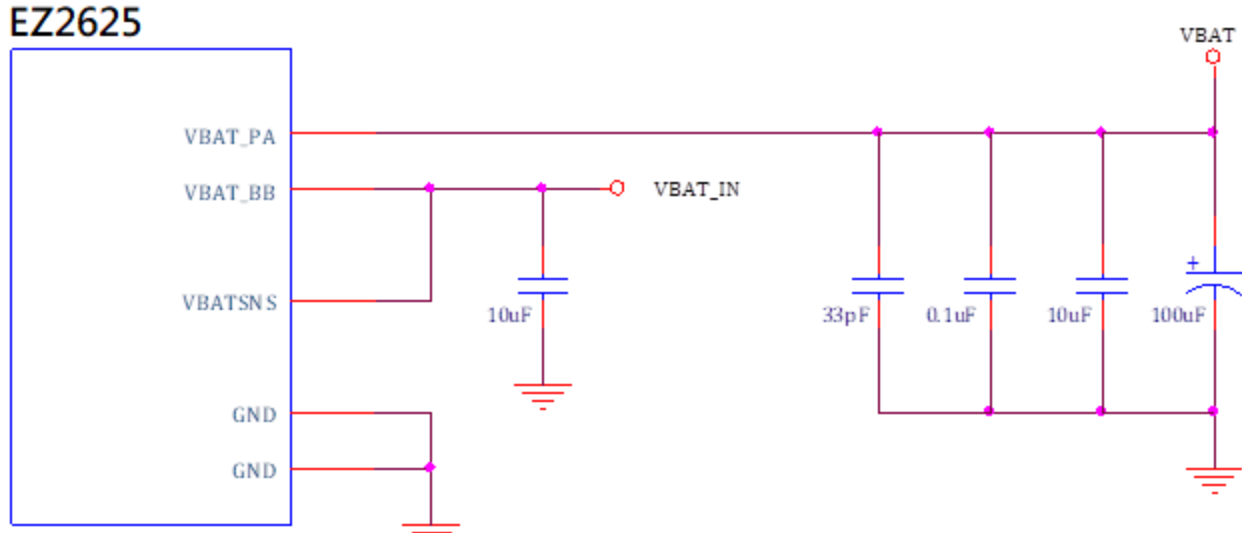 EZ2625
VBAT
VBAT_PA
VBAT_BB
VBAT_IN
VBATSNS
+
10uF
33pF
0.1uF
10uF
100uF
GND
GND